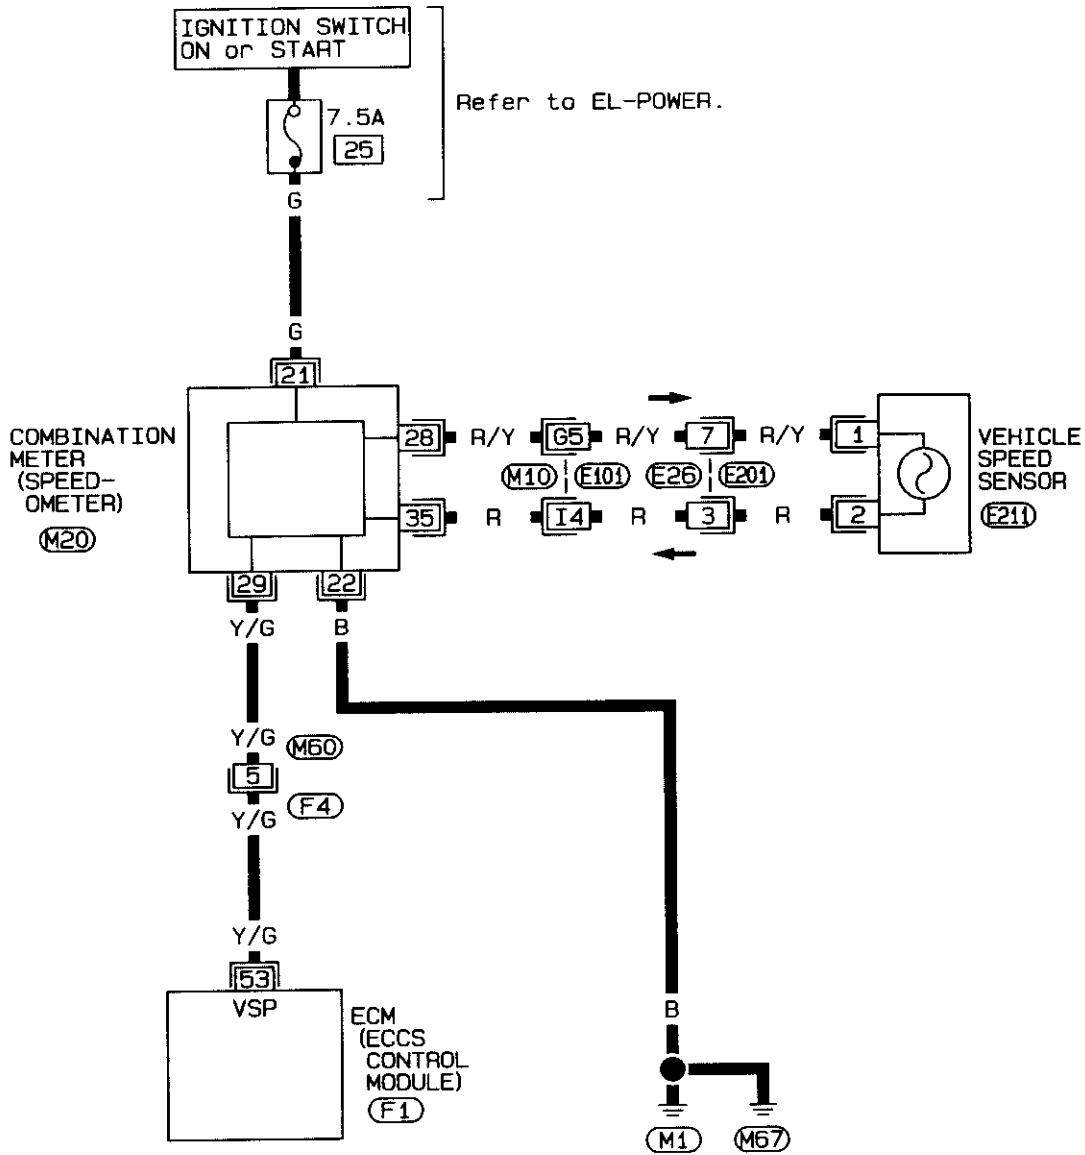 IGNITION SWITCH
ON or START
Refer to EL-POWER.
7.5A
25
G
G
21
COMBINATION
METER
(SPEED-
OMETER)
M20
28
R/Y
G5
R/Y
7
R/Y
1
M10
E101
E26
E201
VEHICLE
SPEED
SENSOR
E211
35
R
I4
R
3
R
2
29
22
Y/G
B
Y/G
M60
5
F4
Y/G
Y/G
53
VSP
ECM
(ECCS
CONTROL
MODULE)
F1
B
M1
M67